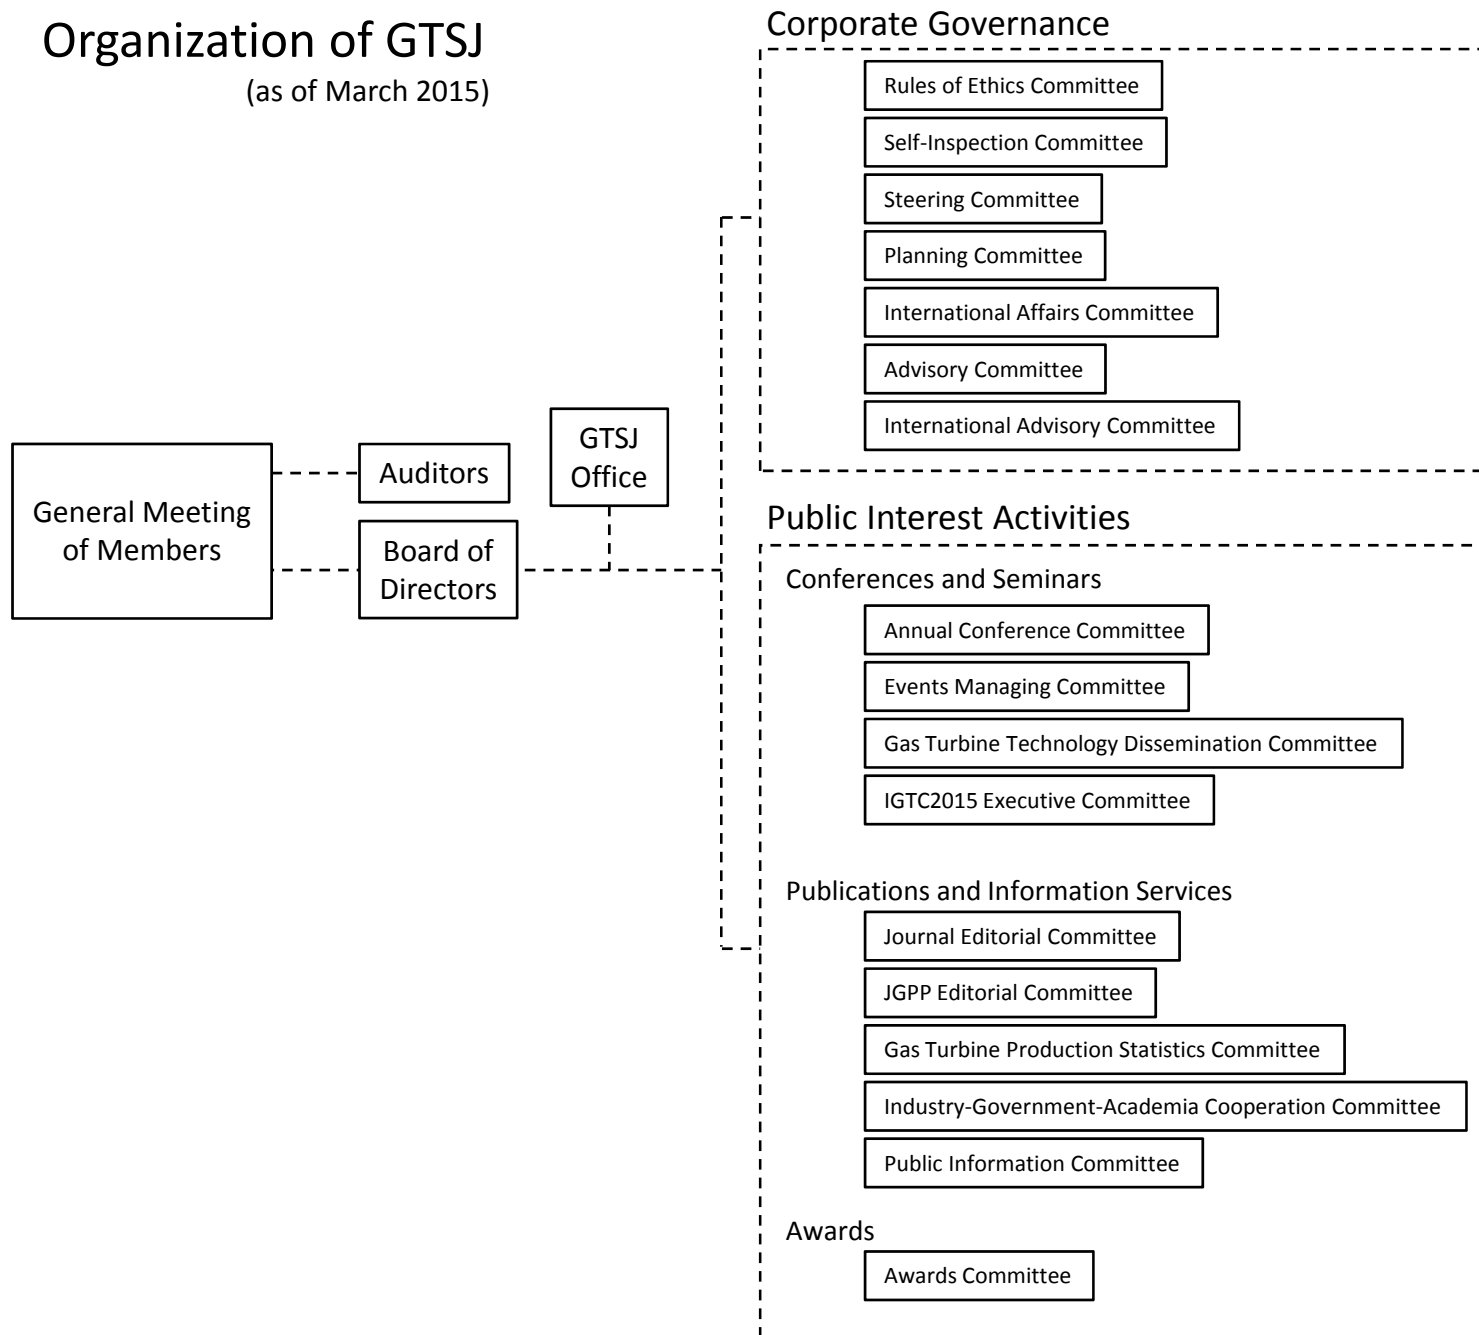 Organization of GTSJ
(as of March 2015)
General Meeting
of Members
Auditors
Board of
Directors
GTSJ
Office
Corporate Governance
Rules of Ethics Committee
Self-Inspection Committee
Steering Committee
Planning Committee
International Affairs Committee
Advisory Committee
International Advisory Committee
Public Interest Activities
Conferences and Seminars
Annual Conference Committee
Events Managing Committee
Gas Turbine Technology Dissemination Committee
IGTC2015 Executive Committee
Publications and Information Services
Journal Editorial Committee
JGPP Editorial Committee
Gas Turbine Production Statistics Committee
Industry-Government-Academia Cooperation Committee
Public Information Committee
Awards
Awards Committee